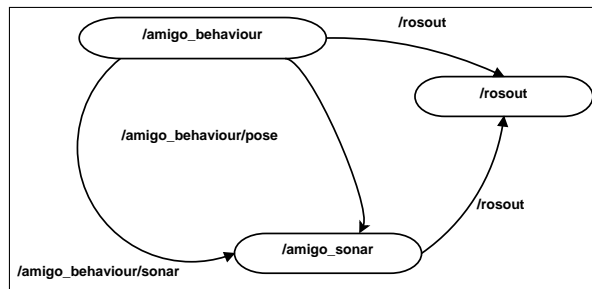 /rosout
/amigo_behaviour
/rosout
/amigo_behaviour/pose
/rosout
/amigo_sonar
/amigo_behaviour/sonar